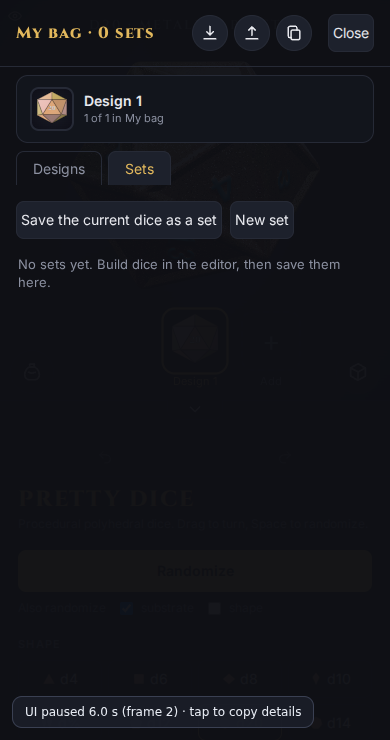 My bag · 0 sets
Close
Design 1
1 of 1 in My bag
Designs
Sets
Save the current dice as a set
New set
No sets yet. Build dice in the editor, then save them
here.
PRETTY DICE
Randomize
d4
d6
d8
d10
UI paused 6.0 s (frame 2) · tap to copy details